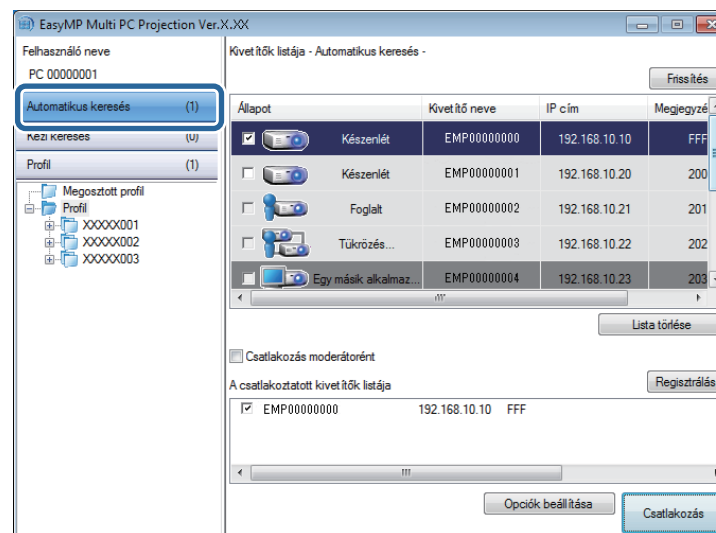 EasyMP Multi PC Projection Ver.X.XX
Felhasználó neve
PC 00000001
Automatikus keresés (1)
Kézi keresés (0)
Profil (1)
Megosztott profil
Profil
XXXXX001
XXXXX002
XXXXX003
Kivetítők listája - Automatikus keresés -
Frissítés
Állapot Kivetítő neve IP cím Megjegyzé
Készenlét EMP00000000 192.168.10.10 FFF
Készenlét EMP00000001 192.168.10.20 200
Foglalt EMP00000002 192.168.10.21 201
Tükrözés... EMP00000003 192.168.10.22 202
Egy másik alkalmaz... EMP00000004 192.168.10.23 203
Lista törlése
Csatlakozás moderátorént
A csatlakoztatott kivetítők listája
Regisztrálás
EMP00000000 192.168.10.10 FFF
Opciók beállítása
Csatlakozás